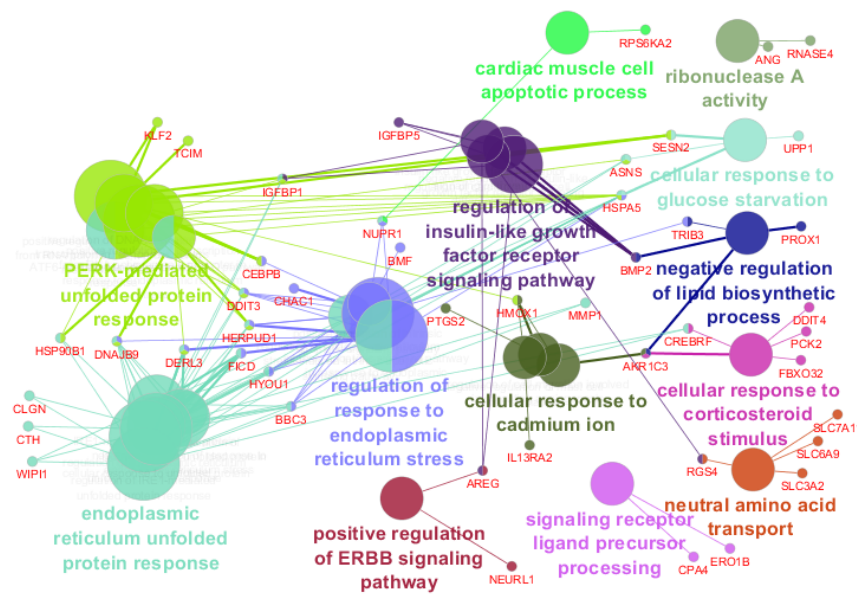 RPS6KA2
ANG
RNASE4
cardiac muscle cell
apoptotic process
ribonuclease A
activity
KLF2
TCIM
IGFBP5
SESN2
UPP1
ASNS
IGFBP1
HSPA5
cellular response to
glucose starvation
regulation of
insulin-like growth
factor receptor
signaling pathway
NUPR1
BMF
TRIB3
PROX1
BMP2
CEBPB
PERK-mediated
unfolded protein
response
negative regulation
of lipid biosynthetic
process
DDIT3
CHAC1
HERPUD1
PTGS2
HMOX1
MMP1
CREBRF
DDIT4
PCK2
FBXO32
AKR1C3
HSP90B1
DNAJB9
DERL3
FICD
HYOU1
BBC3
regulation of
response to
endoplasmic
reticulum stress
cellular response to
cadmium ion
cellular response to
corticosteroid
stimulus
CLGN
CTH
WIPI1
IL13RA2
AREG
RGS4
SLC7A1
SLC6A9
SLC3A2
neutral amino acid
transport
endoplasmic
reticulum unfolded
protein response
positive regulation
of ERBB signaling
pathway
NEURL1
signaling receptor
ligand precursor
processing
CPA4
ERO1B